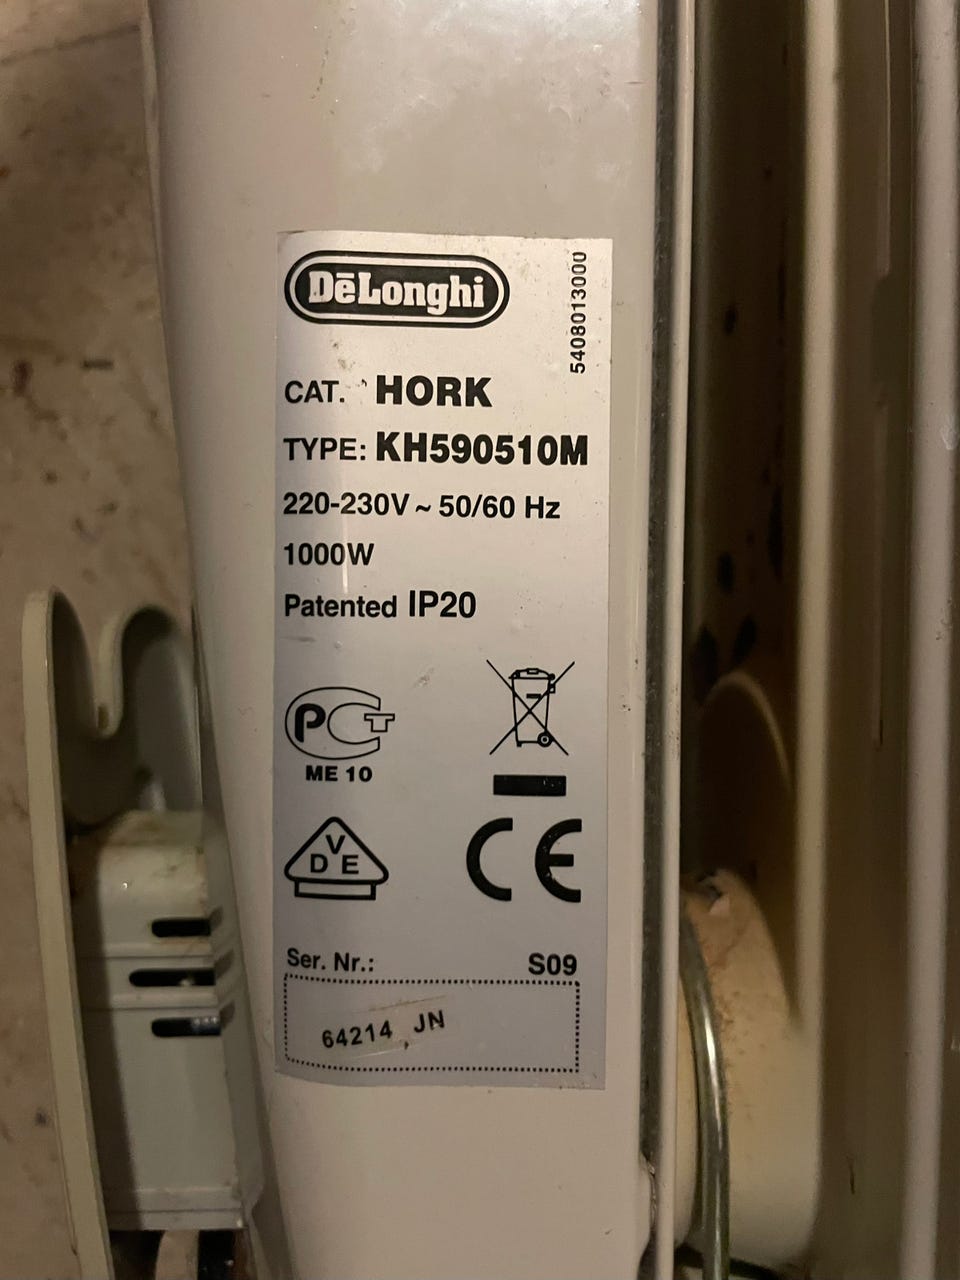 DēLonghi
5408013000
CAT. HORK
TYPE: KH590510M
220-230V ~ 50/60 Hz
1000W
Patented IP20
PCT
ME 10
DVE
CE
Ser. Nr.: S09
64214 JN